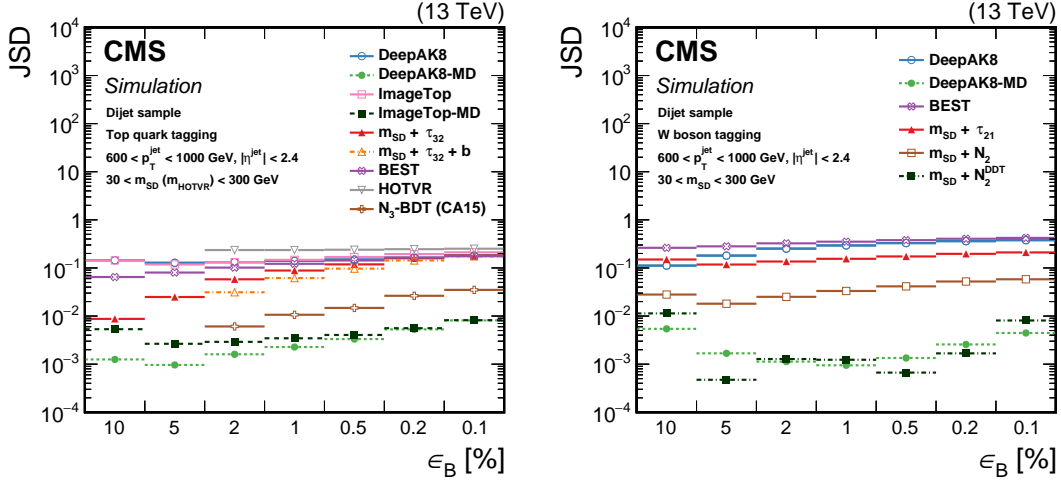 (13 TeV)
JSD
10^4
10^3
10^2
10
1
10^−1
10^−2
10^−3
10^−4
CMS
Simulation
Dijet sample
Top quark tagging
600 < p_T^jet < 1000 GeV, |η^jet| < 2.4
30 < m_SD (m_HOTVR) < 300 GeV
DeepAK8
DeepAK8-MD
ImageTop
ImageTop-MD
m_SD + τ_32
m_SD + τ_32 + b
BEST
HOTVR
N_3-BDT (CA15)
10 5 2 1 0.5 0.2 0.1
ϵ_B [%]
(13 TeV)
JSD
10^4
10^3
10^2
10
1
10^−1
10^−2
10^−3
10^−4
CMS
Simulation
Dijet sample
W boson tagging
600 < p_T^jet < 1000 GeV, |η^jet| < 2.4
30 < m_SD < 300 GeV
DeepAK8
DeepAK8-MD
BEST
m_SD + τ_21
m_SD + N_2
m_SD + N_2^DDT
10 5 2 1 0.5 0.2 0.1
ϵ_B [%]